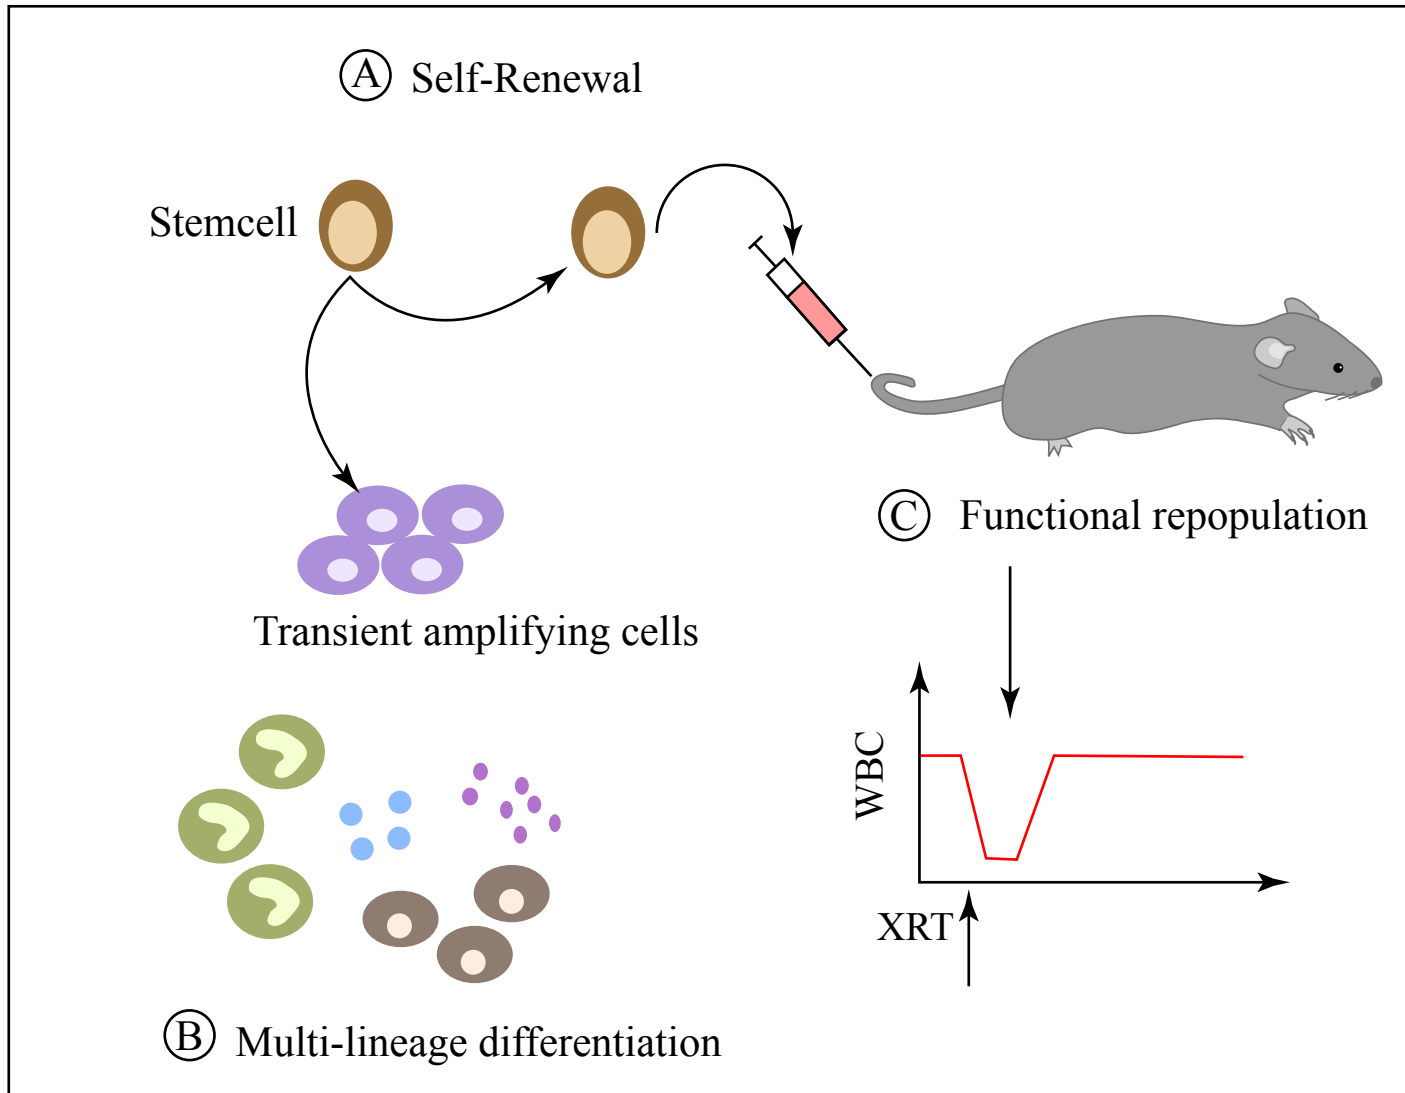 A Self-Renewal
Stemcell
Transient amplifying cells
C Functional repopulation
WBC
XRT
B Multi-lineage differentiation